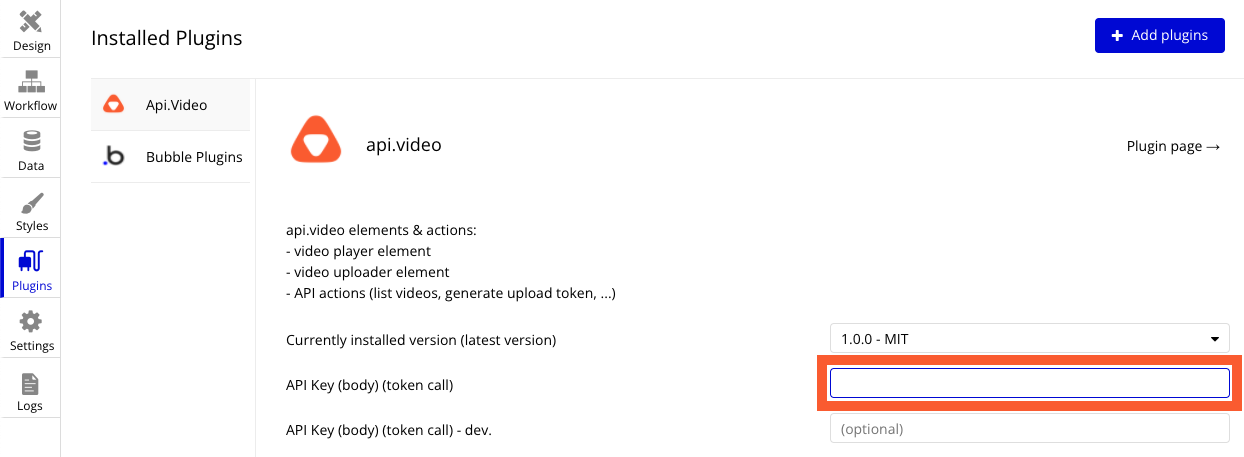 Design
Workflow
Data
Styles
Plugins
Settings
Logs
Installed Plugins
+ Add plugins
Api.Video
.b Bubble Plugins
api.video
Plugin page →
api.video elements & actions:
- video player element
- video uploader element
- API actions (list videos, generate upload token, ...)
Currently installed version (latest version)
1.0.0 - MIT
API Key (body) (token call)
API Key (body) (token call) - dev.
(optional)